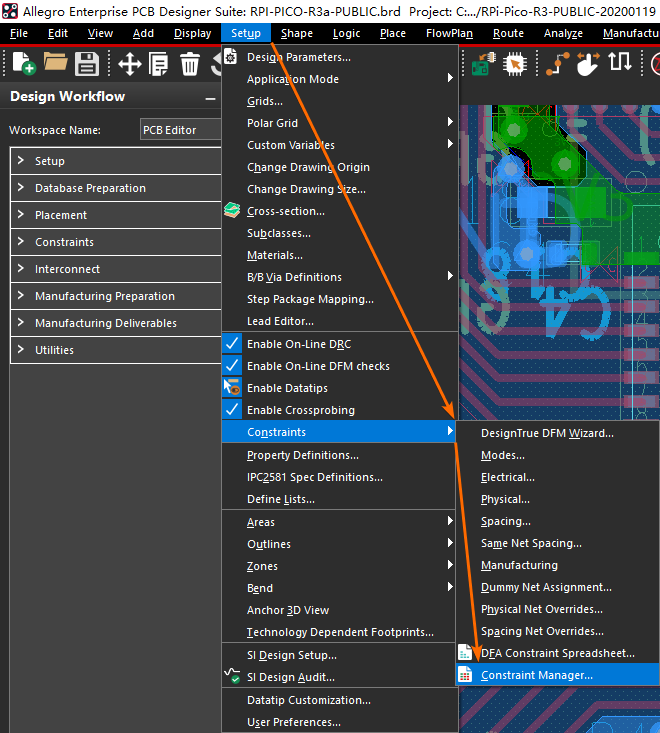 Allegro Enterprise PCB Designer Suite: RPI-PICO-R3a-PUBLIC.brd Project: C:.../RPi-Pico-R3-PUBLIC-20200119
File Edit View Add Display Setup Shape Logic Place FlowPlan Route Analyze Manufactu
Design Workflow
Workspace Name: PCB Editor
Setup
Database Preparation
Placement
Constraints
Interconnect
Manufacturing Preparation
Manufacturing Deliverables
Utilities
Design Parameters...
Application Mode
Grids...
Polar Grid
Custom Variables
Change Drawing Origin
Change Drawing Size...
Cross-section...
Subclasses...
Materials...
B/B Via Definitions
Step Package Mapping...
Lead Editor...
Enable On-Line DRC
Enable On-Line DFM checks
Enable Datatips
Enable Crossprobing
Constraints
Property Definitions...
IPC2581 Spec Definitions...
Define Lists...
Areas
Outlines
Zones
Bend
Anchor 3D View
Technology Dependent Footprints...
SI Design Setup...
SI Design Audit...
Datatip Customization...
User Preferences...
DesignTrue DFM Wizard...
Modes...
Electrical...
Physical...
Spacing...
Same Net Spacing...
Manufacturing
Dummy Net Assignment...
Physical Net Overrides...
Spacing Net Overrides...
DFA Constraint Spreadsheet...
Constraint Manager...